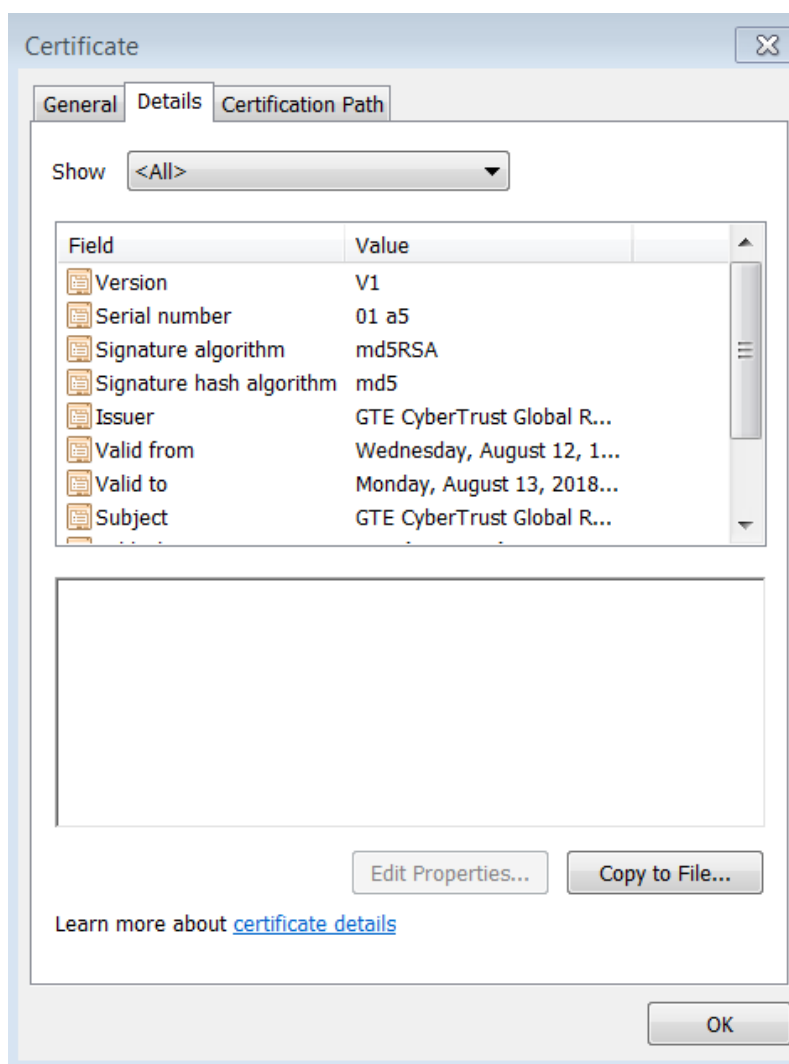 Certificate
General Details Certification Path
Show <All>
Field Value
Version V1
Serial number 01 a5
Signature algorithm md5RSA
Signature hash algorithm md5
Issuer GTE CyberTrust Global R...
Valid from Wednesday, August 12, 1...
Valid to Monday, August 13, 2018...
Subject GTE CyberTrust Global R...
Edit Properties... Copy to File...
Learn more about certificate details
OK